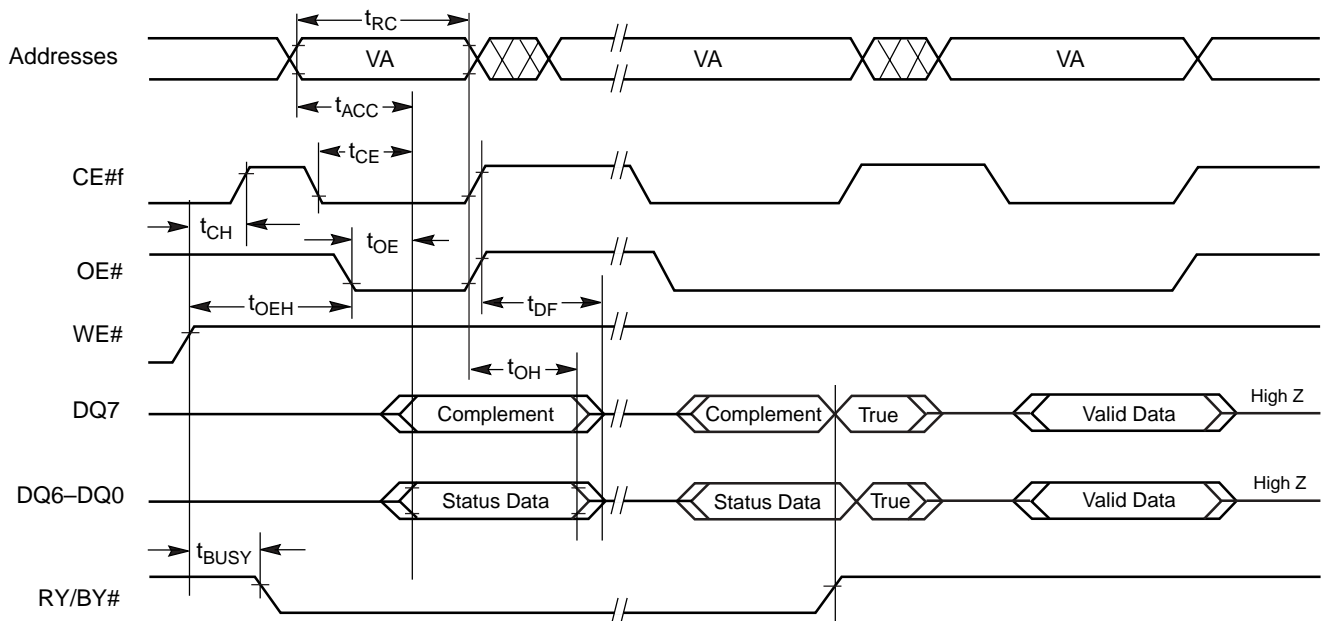 tRC
Addresses VA VA VA
tACC
tCE
CE#f
tCH tOE
OE#
tOEH tDF
WE#
tOH
DQ7 Complement Complement True Valid Data High Z
DQ6–DQ0 Status Data Status Data True Valid Data High Z
tBUSY
RY/BY#